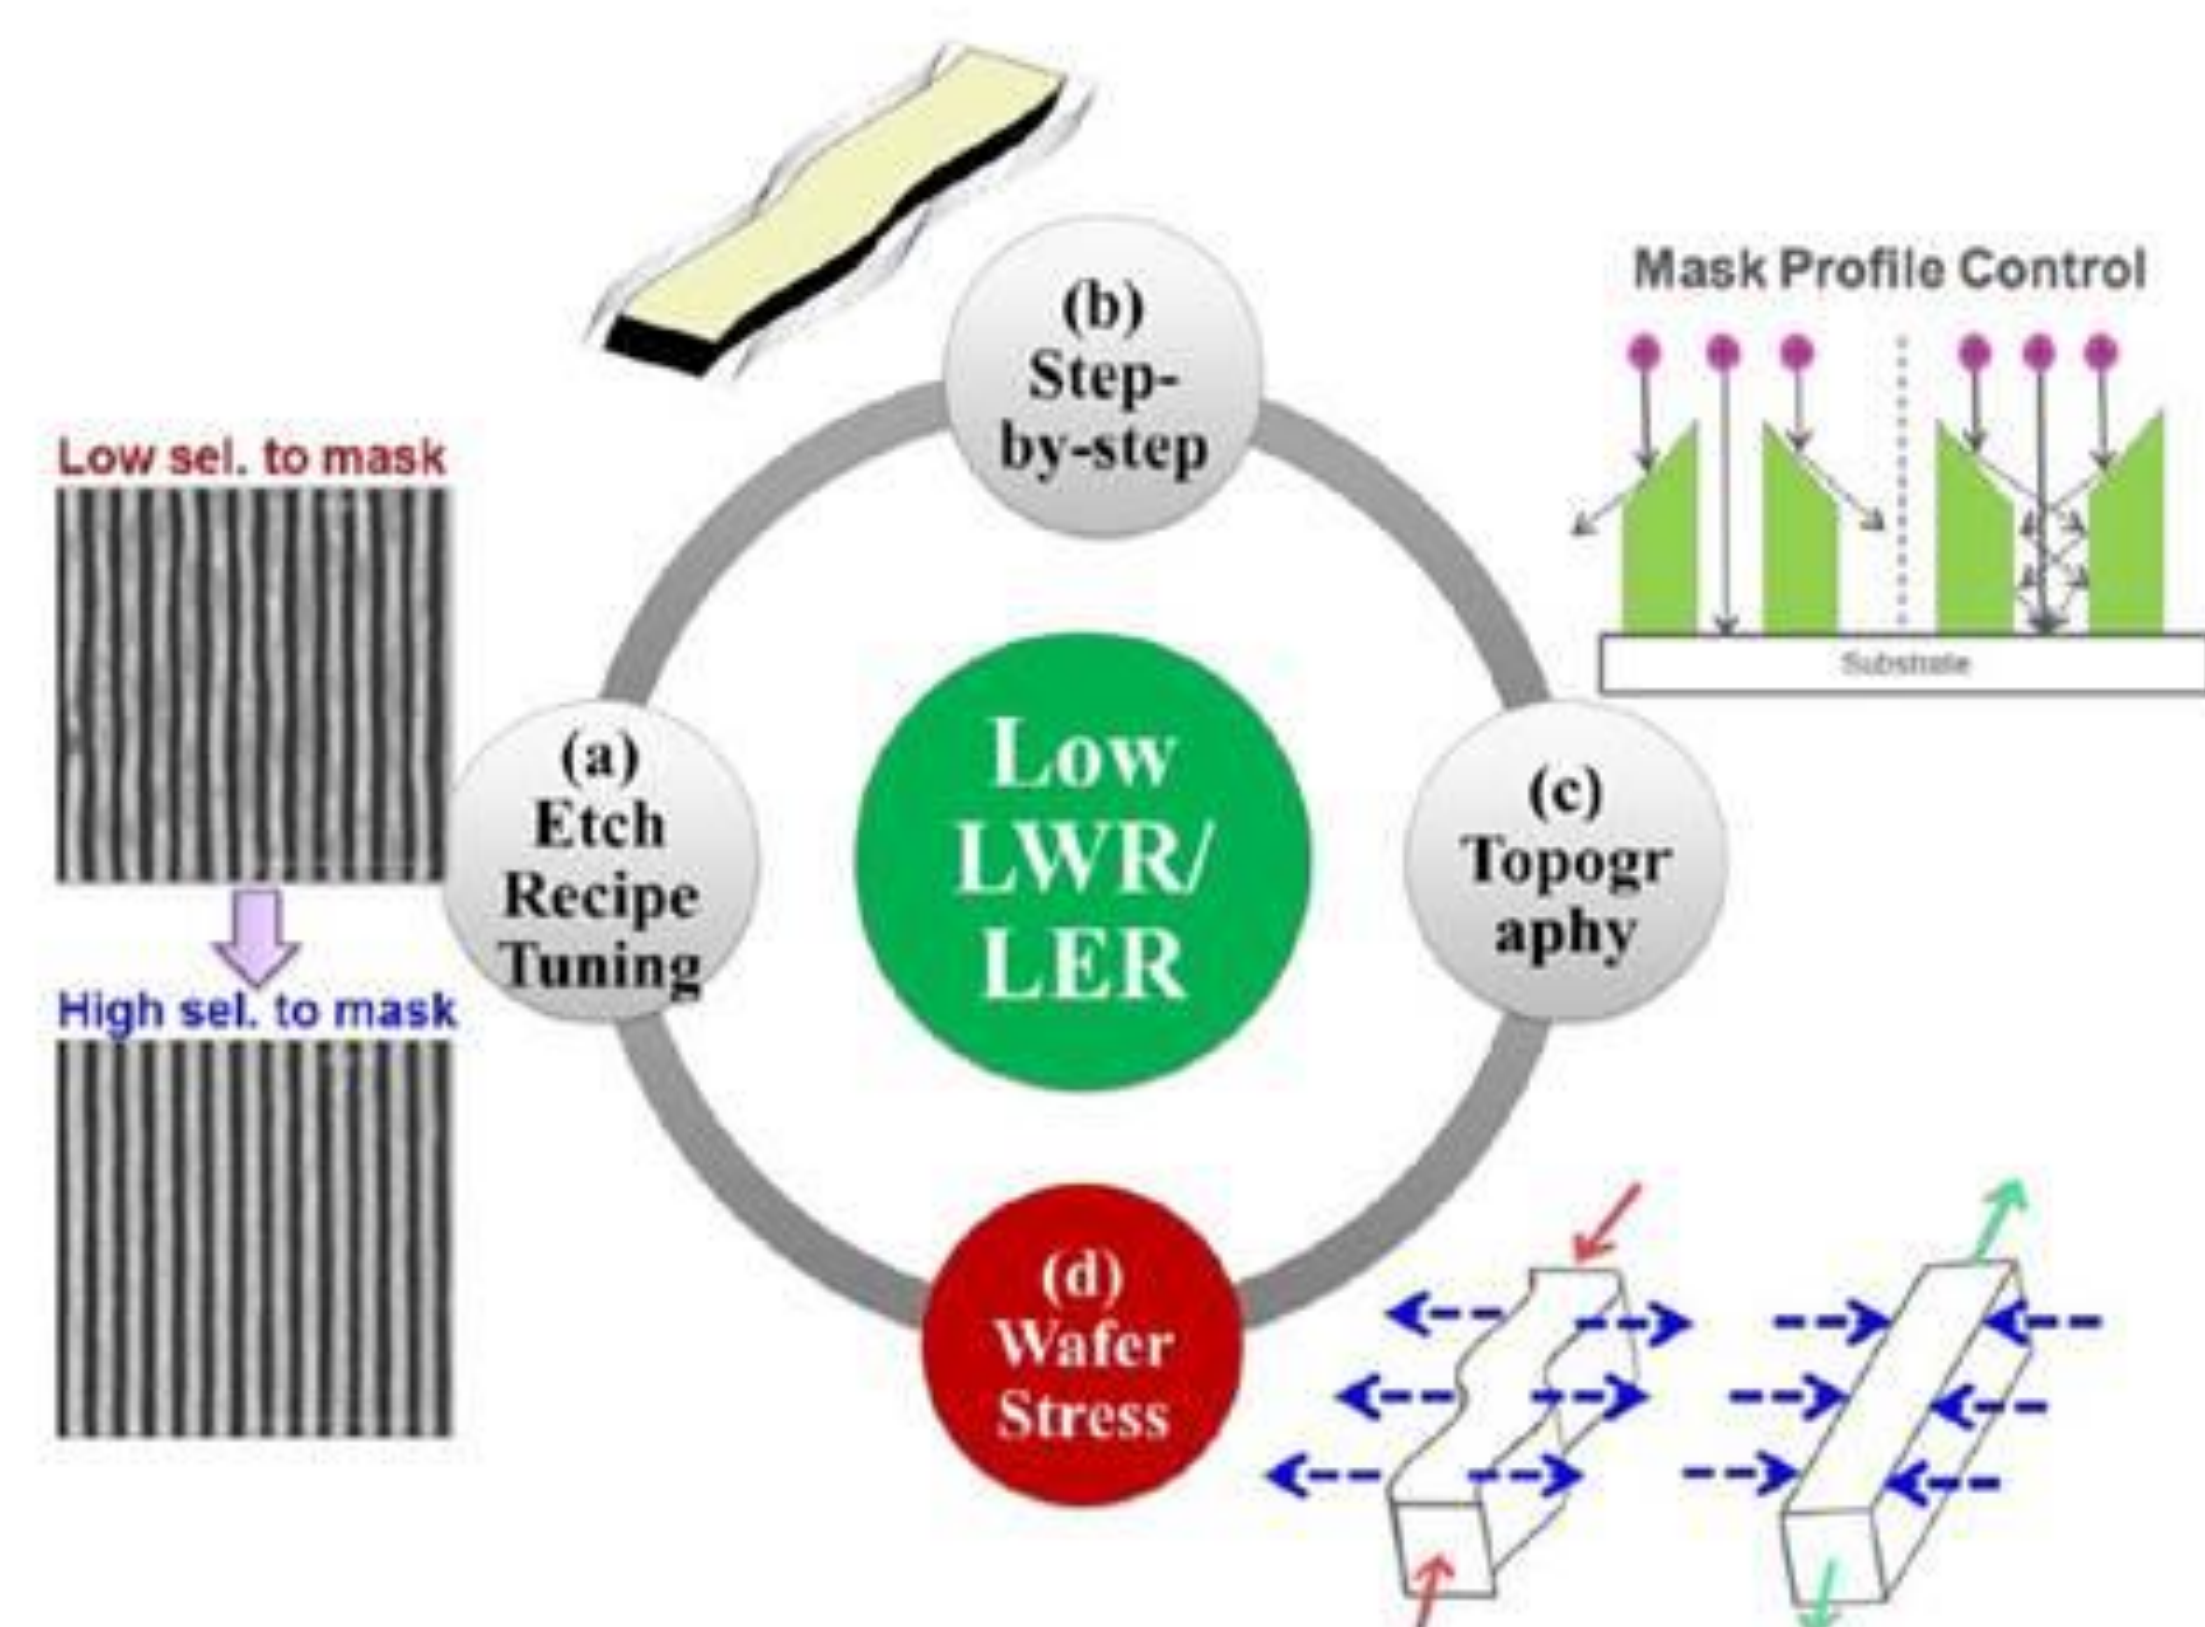 (b)
Step-
by-step
Mask Profile Control
Substrate
Low sel. to mask
High sel. to mask
(a)
Etch
Recipe
Tuning
Low
LWR/
LER
(c)
Topogr
aphy
(d)
Wafer
Stress